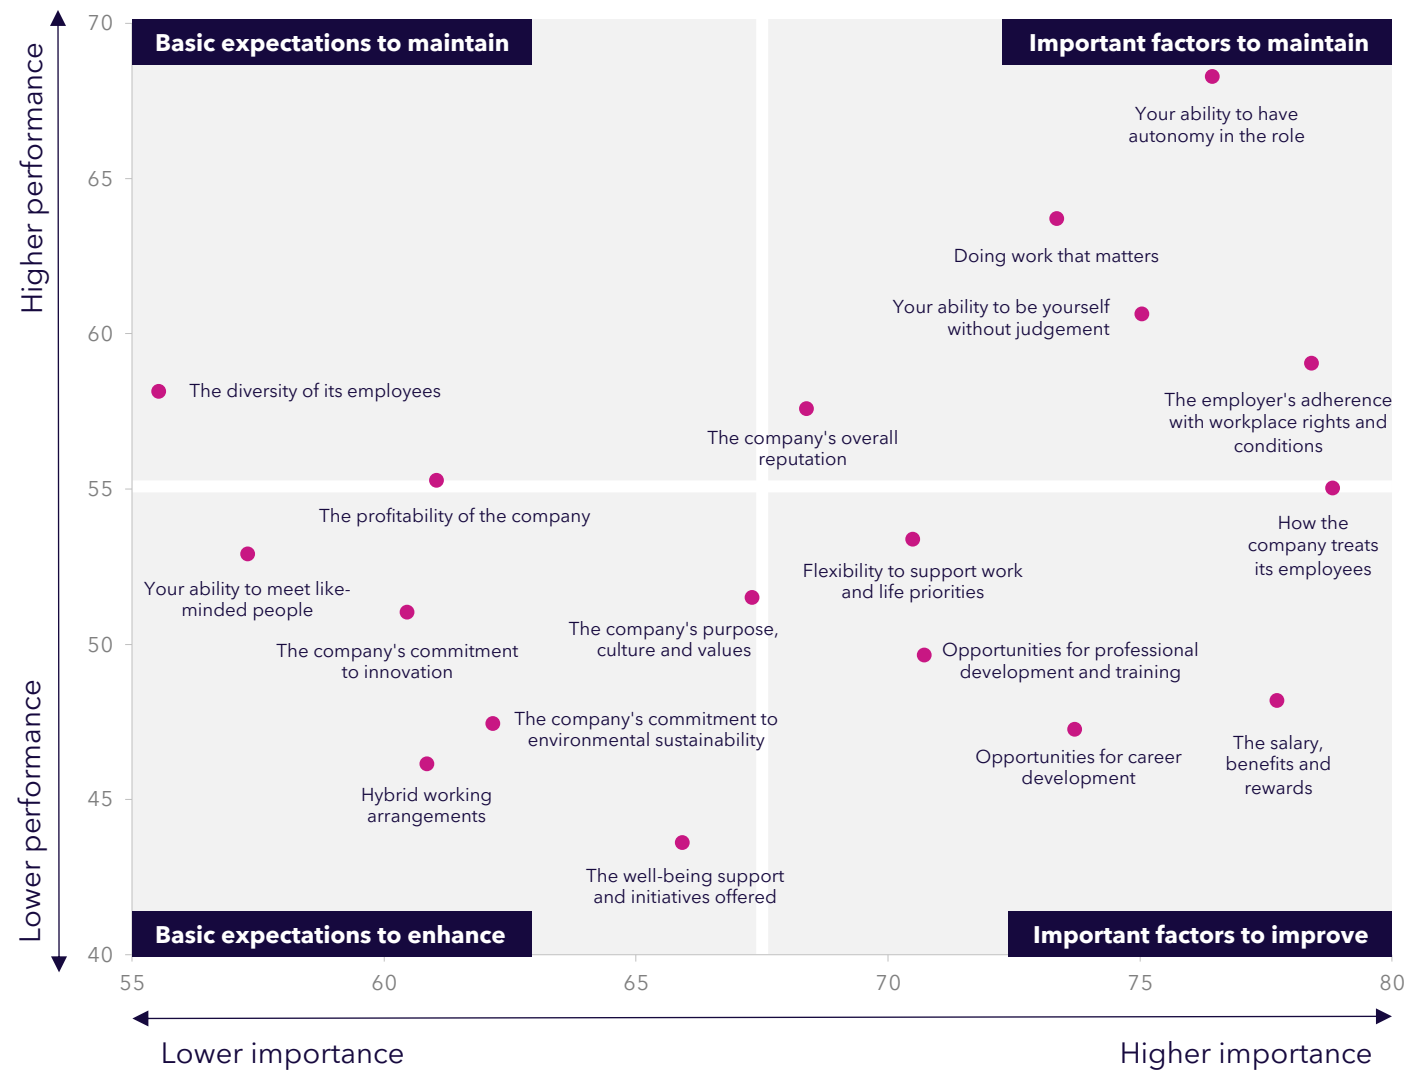 70
Basic expectations to maintain
Important factors to maintain
Higher performance
Your ability to have
autonomy in the role
65
Doing work that matters
Your ability to be yourself
without judgement
60
The diversity of its employees
The employer's adherence
with workplace rights and
conditions
The company's overall
reputation
55
The profitability of the company
How the
company treats
its employees
Flexibility to support work
and life priorities
Your ability to meet like-
minded people
The company's purpose,
culture and values
50
The company's commitment
to innovation
Opportunities for professional
development and training
Lower performance
The company's commitment to
environmental sustainability
The salary,
benefits and
rewards
Opportunities for career
development
45
Hybrid working
arrangements
The well-being support
and initiatives offered
Basic expectations to enhance
Important factors to improve
40
55
60
65
70
75
80
Lower importance
Higher importance